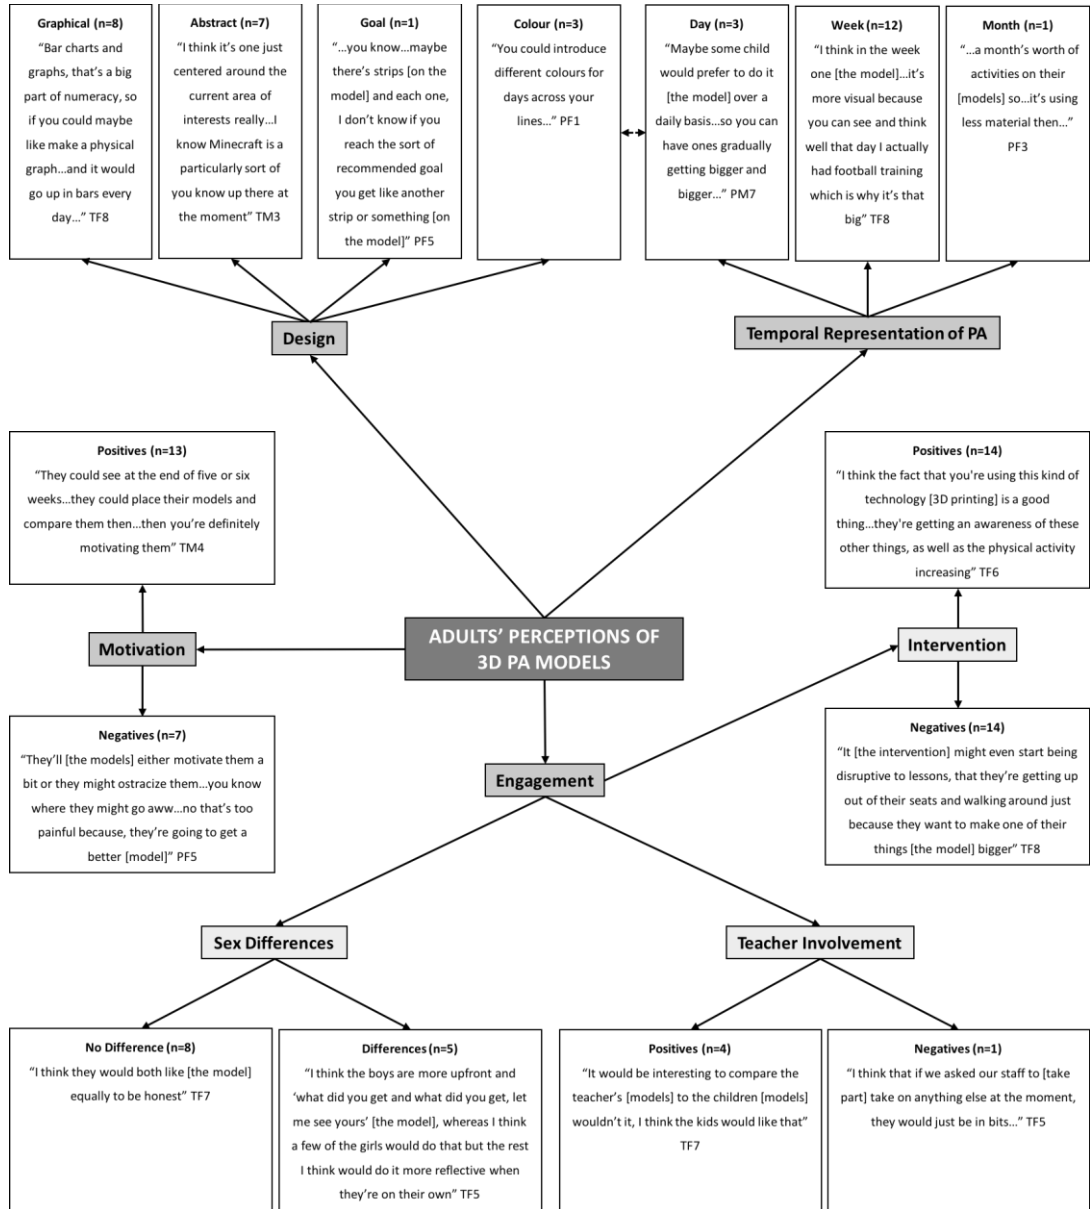 Graphical (n=8)
“Bar charts and
graphs, that’s a big
part of numeracy, so
if you could maybe
like make a physical
graph…and it would
go up in bars every
day…” TF8
Abstract (n=7)
“I think it’s one just
centered around the
current area of
interests really…I
know Minecraft is a
particularly sort of
you know up there at
the moment” TM3
Goal (n=1)
“…you know…maybe
there’s strips [on the
model] and each one,
I don’t know if you
reach the sort of
recommended goal
you get like another
strip or something [on
the model]” PF5
Colour (n=3)
“You could introduce
different colours for
days across your
lines…” PF1
Day (n=3)
“Maybe some child
would prefer to do it
[the model] over a
daily basis…so you can
have ones gradually
getting bigger and
bigger…” PM7
Week (n=12)
“I think in the week
one [the model]…it’s
more visual because
you can see and think
well that day I actually
had football training
which is why it’s that
big” TF8
Month (n=1)
“…a month’s worth of
activities on their
[models] so…it’s using
less material then…”
PF3
Design
Temporal Representation of PA
Positives (n=13)
“They could see at the end of five or six
weeks…they could place their models and
compare them then…then you’re definitely
motivating them” TM4
Positives (n=14)
“I think the fact that you're using this kind of
technology [3D printing] is a good
thing…they're getting an awareness of these
other things, as well as the physical activity
increasing” TF6
Motivation
ADULTS’ PERCEPTIONS OF
3D PA MODELS
Intervention
Negatives (n=7)
“They’ll [the models] either motivate them a
bit or they might ostracize them…you know
where they might go aww…no that’s too
painful because, they’re going to get a
better [model]” PF5
Engagement
Negatives (n=14)
“It [the intervention] might even start being
disruptive to lessons, that they’re getting up
out of their seats and walking around just
because they want to make one of their
things [the model] bigger” TF8
Sex Differences
Teacher Involvement
No Difference (n=8)
“I think they would both like [the model]
equally to be honest” TF7
Differences (n=5)
“I think the boys are more upfront and
‘what did you get and what did you get, let
me see yours’ [the model], whereas I think
a few of the girls would do that but the rest
I think would do it more reflective when
they’re on their own” TF5
Positives (n=4)
“It would be interesting to compare the
teacher’s [models] to the children [models]
wouldn’t it, I think the kids would like that”
TF7
Negatives (n=1)
“I think that if we asked our staff to [take
part] take on anything else at the moment,
they would just be in bits…” TF5